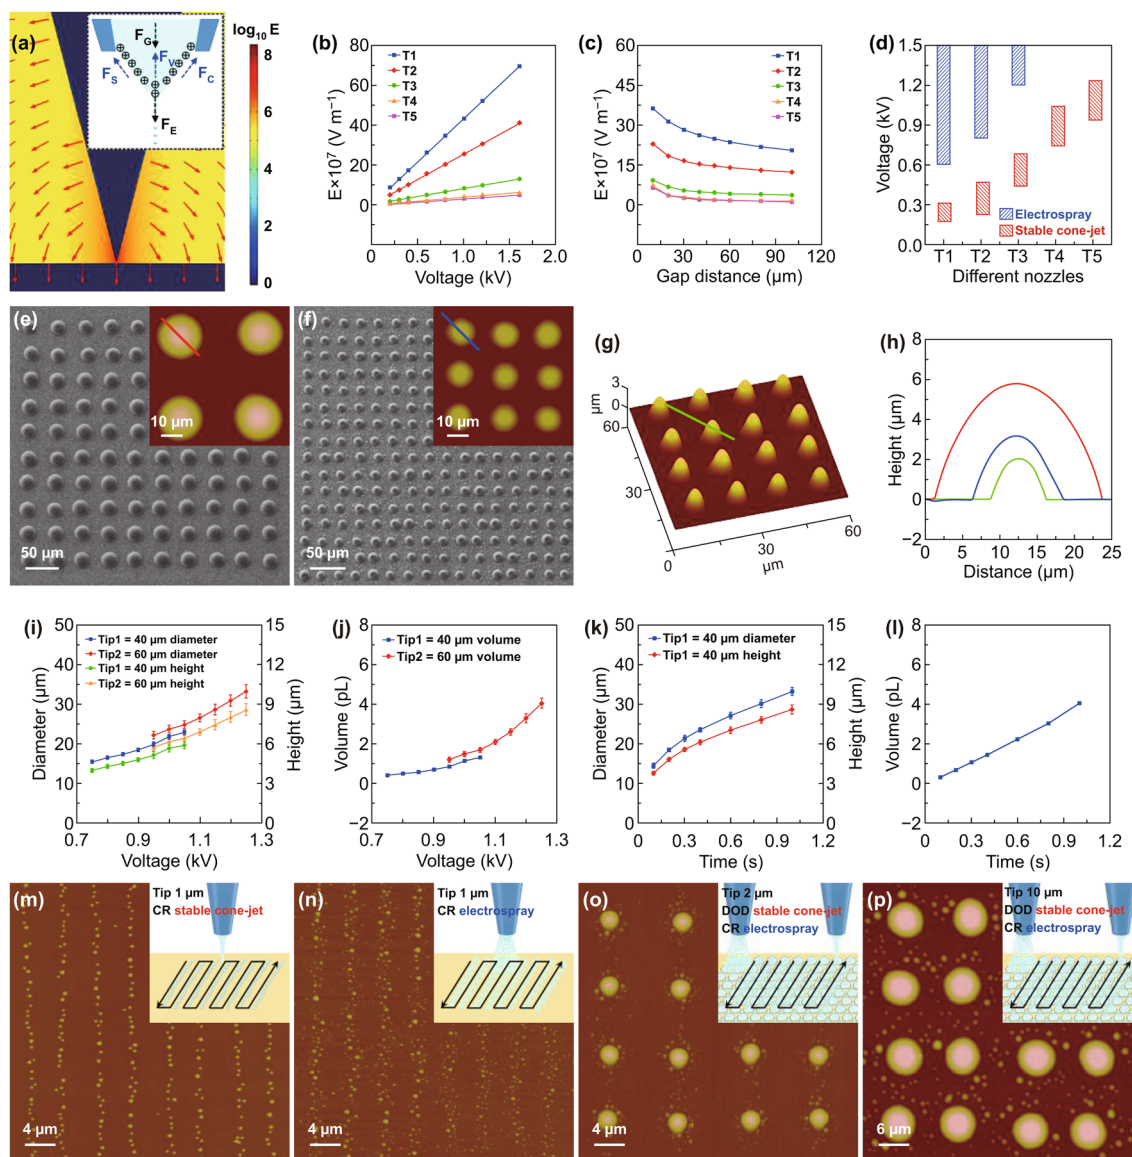 (a)
F_G
F_V
F_S
F_C
F_E
log₁₀ E
8
6
4
2
0
(b)
E×10⁷ (V m⁻¹)
80
60
40
20
0
T1
T2
T3
T4
T5
0.0 0.5 1.0 1.5 2.0
Voltage (kV)
(c)
E×10⁷ (V m⁻¹)
60
45
30
15
0
T1
T2
T3
T4
T5
0 30 60 90 120
Gap distance (µm)
(d)
Voltage (kV)
1.5
1.2
0.9
0.6
0.3
0.0
Electrospray
Stable cone-jet
T1 T2 T3 T4 T5
Different nozzles
(e)
10 µm
50 µm
(f)
10 µm
50 µm
(g)
3
µm
0
60
30
0
30
60
µm
(h)
Height (µm)
8
6
4
2
0
−2
0 5 10 15 20 25
Distance (µm)
(i)
Diameter (µm)
50
40
30
20
10
0
Tip1 = 40 µm diameter
Tip2 = 60 µm diameter
Tip1 = 40 µm height
Tip2 = 60 µm height
15
12
9
6
3
0
Height (µm)
0.7 0.9 1.1 1.3
Voltage (kV)
(j)
Volume (pL)
8
6
4
2
0
−2
Tip1 = 40 µm volume
Tip2 = 60 µm volume
0.7 0.9 1.1 1.3
Voltage (kV)
(k)
Diameter (µm)
50
40
30
20
10
0
Tip1 = 40 µm diameter
Tip1 = 40 µm height
15
12
9
6
3
0
Height (µm)
0.0 0.3 0.6 0.9 1.2
Time (s)
(l)
Volume (pL)
8
6
4
2
0
−2
0.0 0.3 0.6 0.9 1.2
Time (s)
(m)
Tip 1 µm
CR stable cone-jet
4 µm
(n)
Tip 1 µm
CR electrospray
4 µm
(o)
Tip 2 µm
DOD stable cone-jet
CR electrospray
4 µm
(p)
Tip 10 µm
DOD stable cone-jet
CR electrospray
6 µm